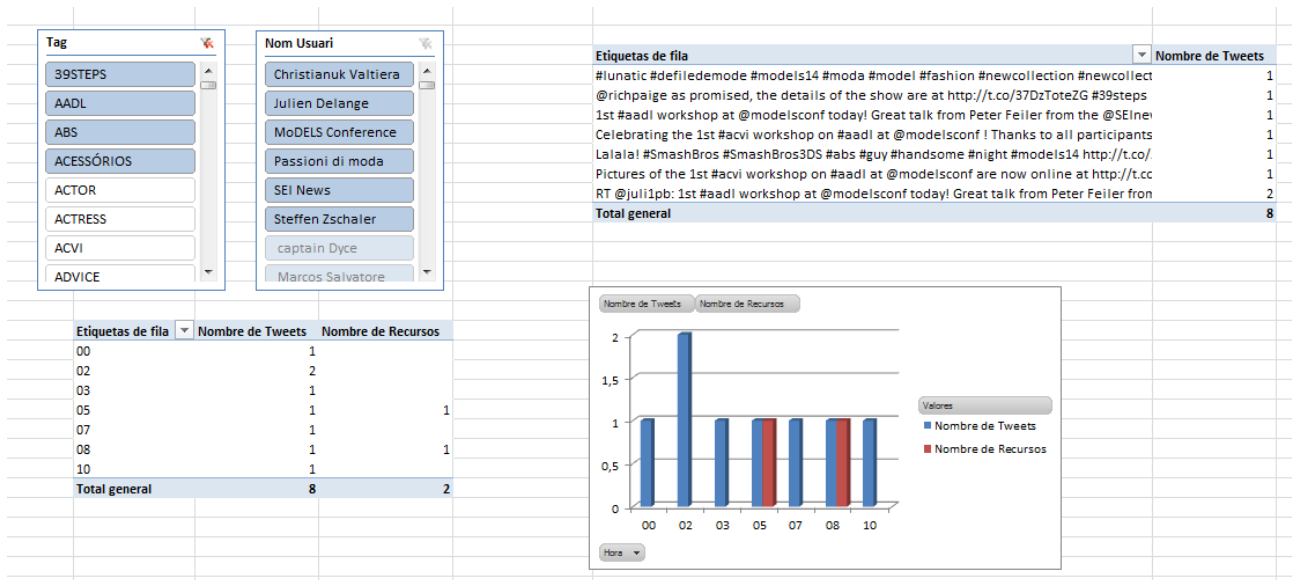 Tag
39STEPS
AADL
ABS
ACESSÓRIOS
ACTOR
ACTRESS
ACVI
ADVICE
Nom Usuari
Christianuk Valtiera
Julien Delange
MoDELS Conference
Passioni di moda
SEI News
Steffen Zschaler
captain Dyce
Marcos Salvatore
Etiquetas de fila Nombre de Tweets
#lunatic #defiledemode #models14 #moda #model #fashion #newcollection #newcollect 1
@richpaige as promised, the details of the show are at http://t.co/37DzToteZG #39steps 1
1st #aadl workshop at @modelsconf today! Great talk from Peter Feiler from the @SEInew 1
Celebrating the 1st #acvi workshop on #aadl at @modelsconf ! Thanks to all participants 1
Lalala! #SmashBros #SmashBros3DS #abs #guy #handsome #night #models14 http://t.co/ 1
Pictures of the 1st #acvi workshop on #aadl at @modelsconf are now online at http://t.cc 1
RT @juli1pb: 1st #aadl workshop at @modelsconf today! Great talk from Peter Feiler from 2
Total general 8
Etiquetas de fila Nombre de Tweets Nombre de Recursos
00 1
02 2
03 1
05 1 1
07 1
08 1 1
10 1
Total general 8 2
Nombre de Tweets Nombre de Recursos
2
1,5
1
0,5
0
00 02 03 05 07 08 10
Valores
Nombre de Tweets
Nombre de Recursos
Hora